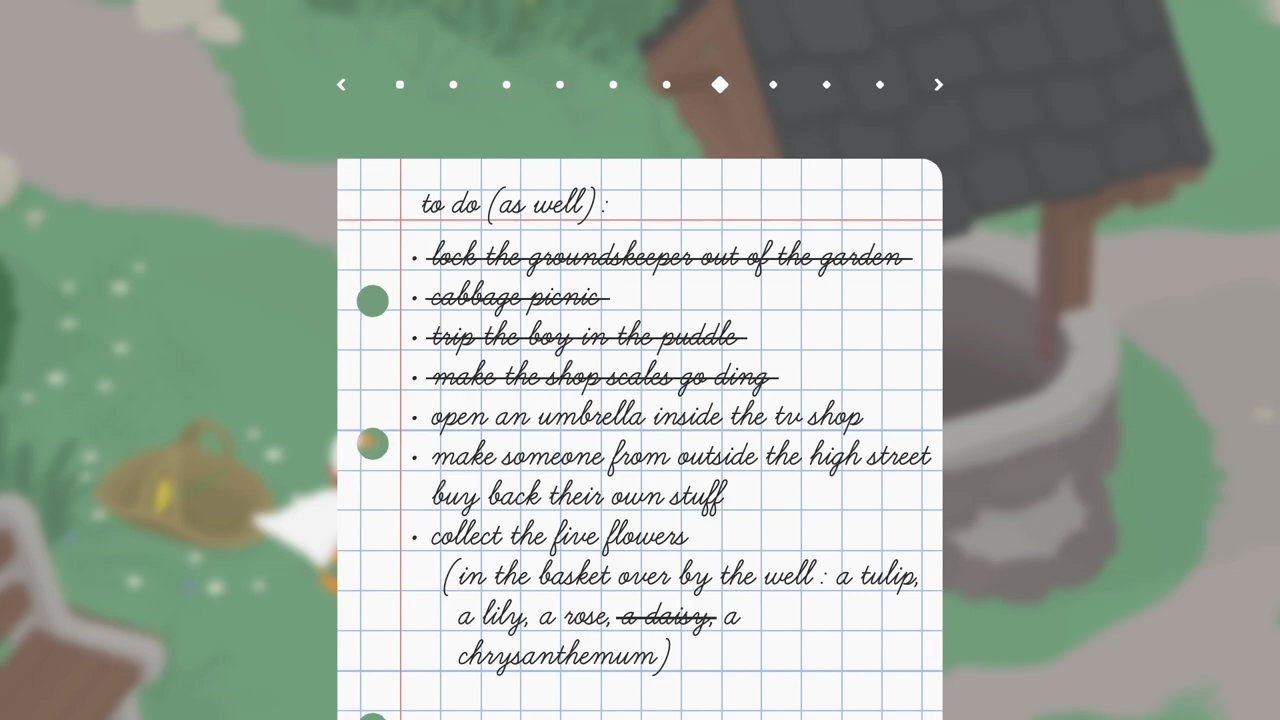 to do (as well) :
• lock the groundskeeper out of the garden
• cabbage picnic
• trip the boy in the puddle
• make the shop scales go ding
• open an umbrella inside the tv shop
• make someone from outside the high street
buy back their own stuff
• collect the five flowers
(in the basket over by the well : a tulip,
a lily, a rose, a daisy, a
chrysanthemum)